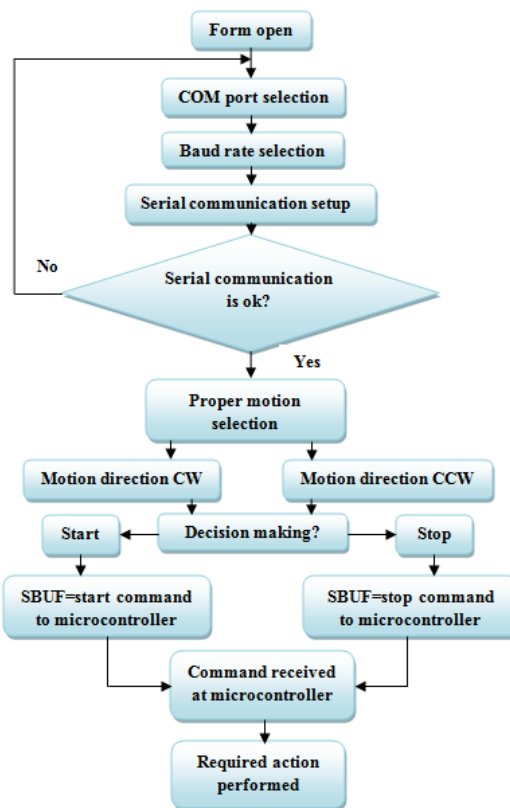 Form open
COM port selection
Baud rate selection
Serial communication setup
No
Serial communication
is ok?
Yes
Proper motion
selection
Motion direction CW
Motion direction CCW
Start
Decision making?
Stop
SBUF=start command
to microcontroller
SBUF=stop command
to microcontroller
Command received
at microcontroller
Required action
performed